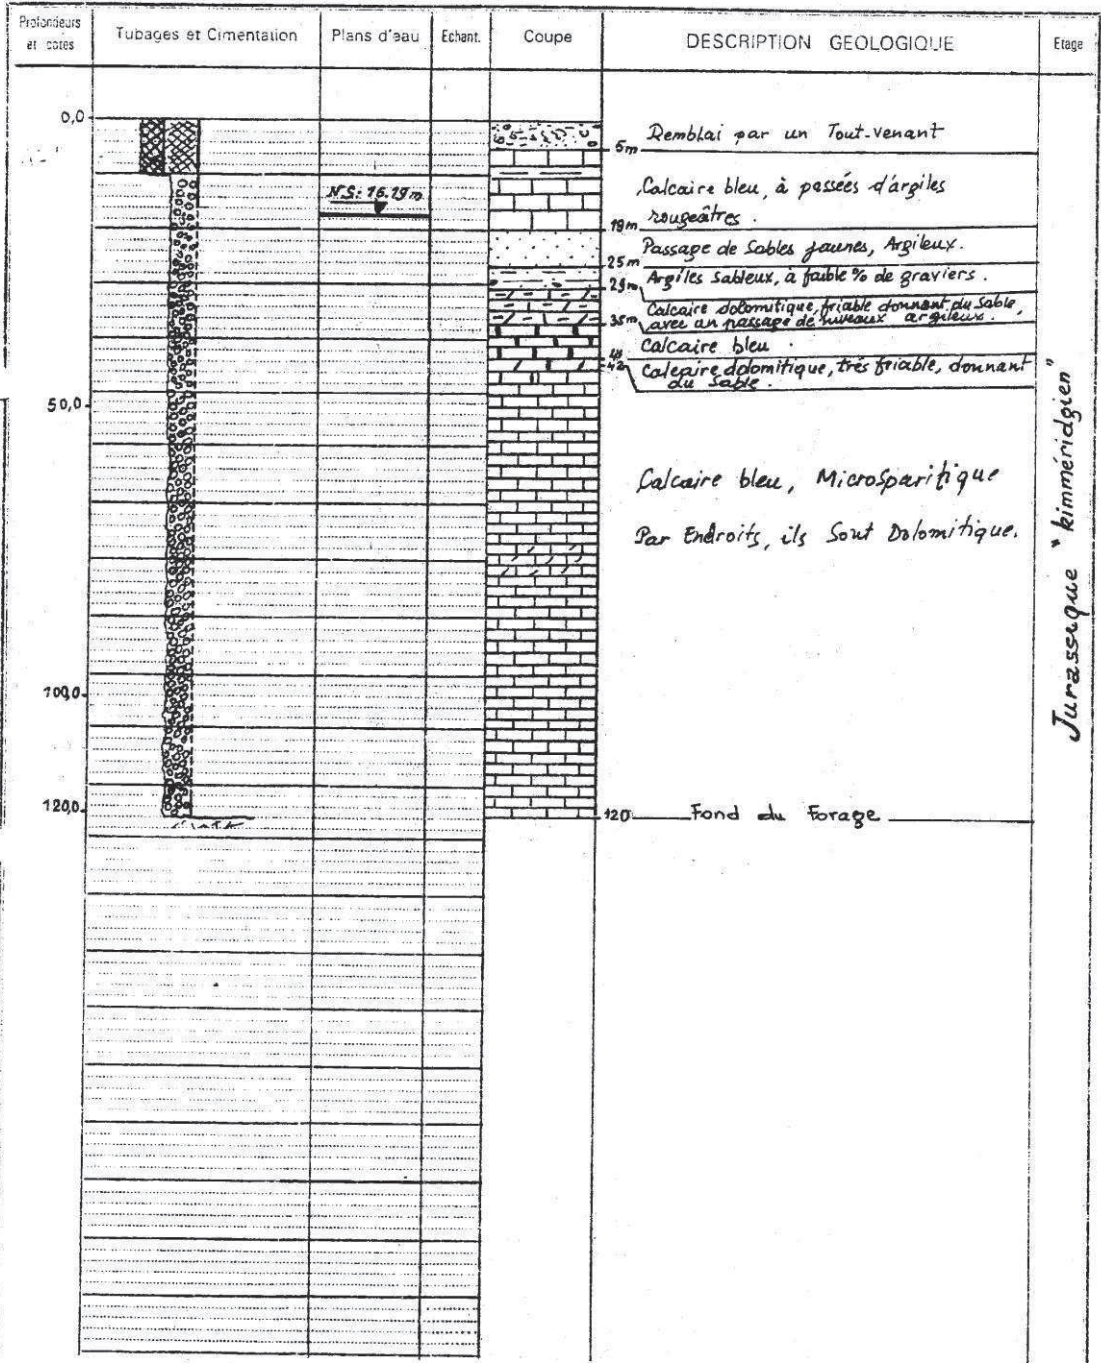 Profondeurs
et cotes
Tubages et Cimentation
Plans d'eau
Echant.
Coupe
DESCRIPTION GEOLOGIQUE
Etage
0,0
Remblai par un Tout-venant
5m
N.S: 16.19m
Calcaire bleu, à passées d'argiles
rougeâtres.
19m
Passage de Sables jaunes, Argileux.
25m
Argiles Sableux, à faible % de graviers.
29m
Calcaire dolomitique, friable donnant du Sable,
avec un passage de niveaux argileux.
35m
Calcaire bleu.
41
42
Calcaire dolomitique, très friable, donnant
du Sable.
50,0
Calcaire bleu, MicroSparitique
Par Endroits, ils Sont Dolomitique.
Jurassique "kimméridgien"
100,0
120,0
120
Fond du Forage